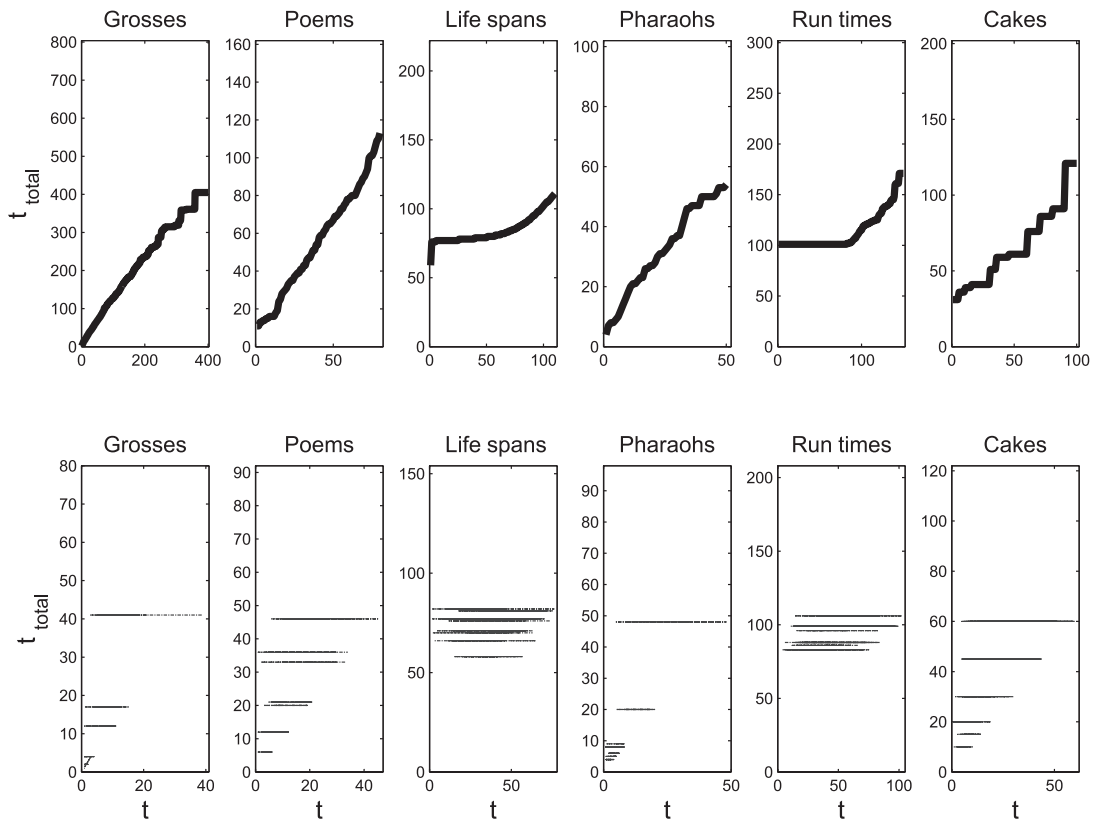 Grosses Poems Life spans Pharaohs Run times Cakes
800 160 200 100 300 200
700 140
600 120 150 80 250 150
500 100 60 200
400 80 100 150 100
300 60 40
200 40 50 100 50
100 20 20 50
0 0 0 0 0 0
0 200 400 0 50 0 50 100 0 50 0 100 0 50 100
t total
Grosses Poems Life spans Pharaohs Run times Cakes
80 90 150 90 200 120
70 80 80 100
60 70 70 150
50 60 100 60 80
40 50 50 100 60
30 40 40
20 30 50 30 50 40
10 20 20 20
0 10 10 0
0 0 0
0 20 40 0 20 40 50 0 50 0 50 100 0 50
t total
t t t t t t